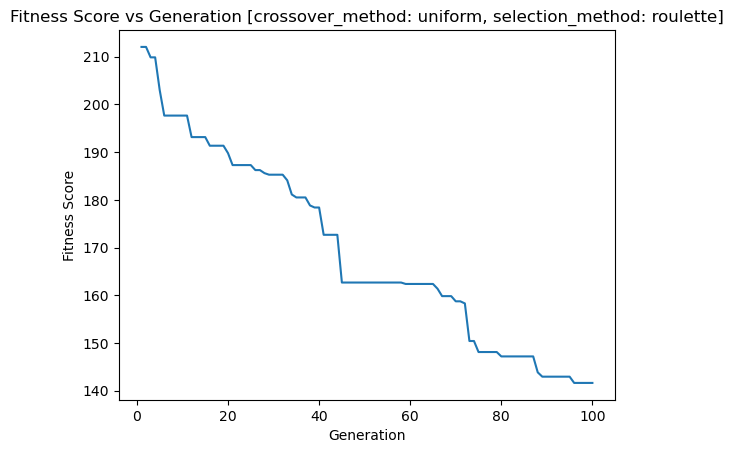 Fitness Score vs Generation [crossover_method: uniform, selection_method: roulette]
210
200
190
180
170
160
150
140
Fitness Score
0 20 40 60 80 100
Generation